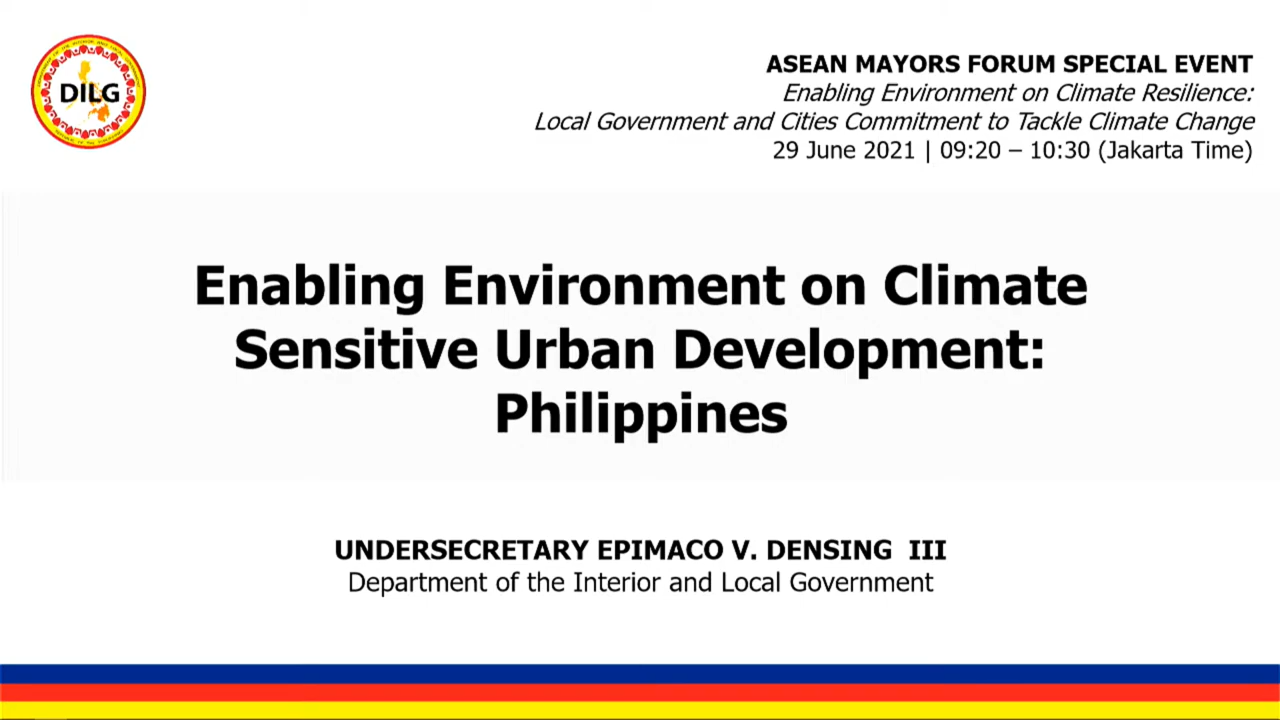 DILG
ASEAN MAYORS FORUM SPECIAL EVENT
Enabling Environment on Climate Resilience:
Local Government and Cities Commitment to Tackle Climate Change
29 June 2021 | 09:20 – 10:30 (Jakarta Time)
Enabling Environment on Climate
Sensitive Urban Development:
Philippines
UNDERSECRETARY EPIMACO V. DENSING III
Department of the Interior and Local Government